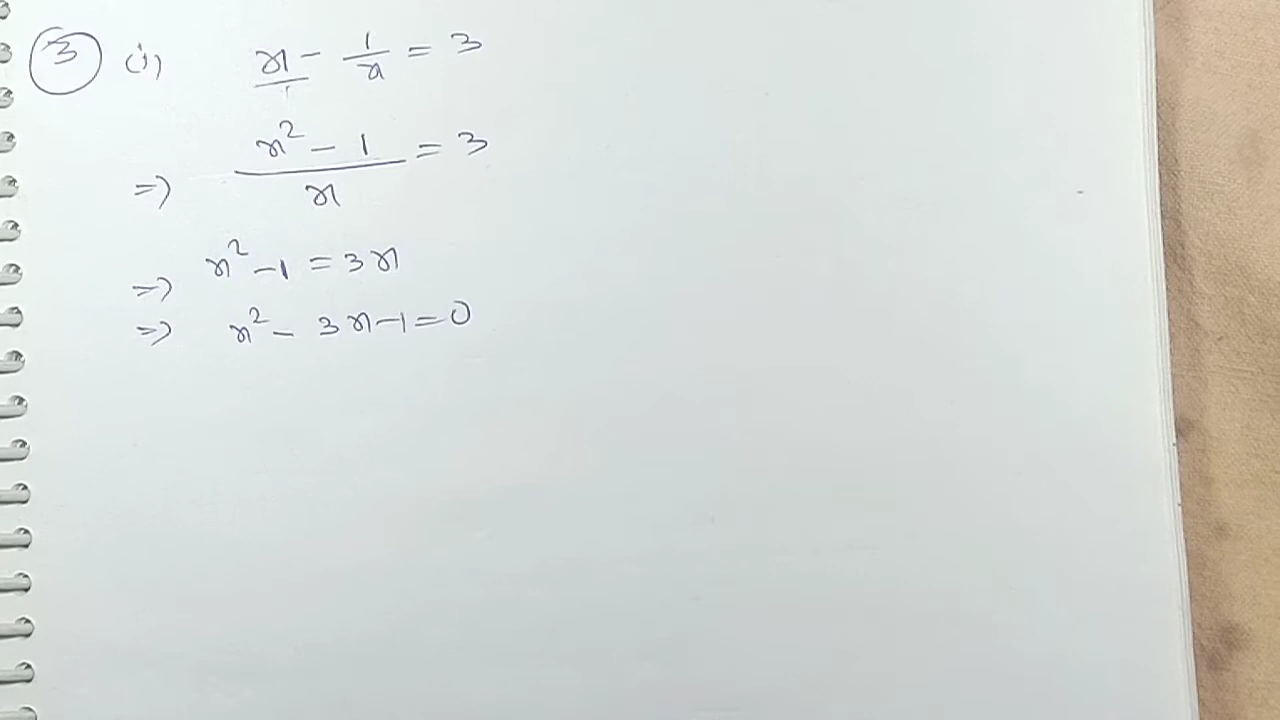 3 (i) x - 1/x = 3
=> x² - 1 / x = 3
=> x² - 1 = 3x
=> x² - 3x - 1 = 0